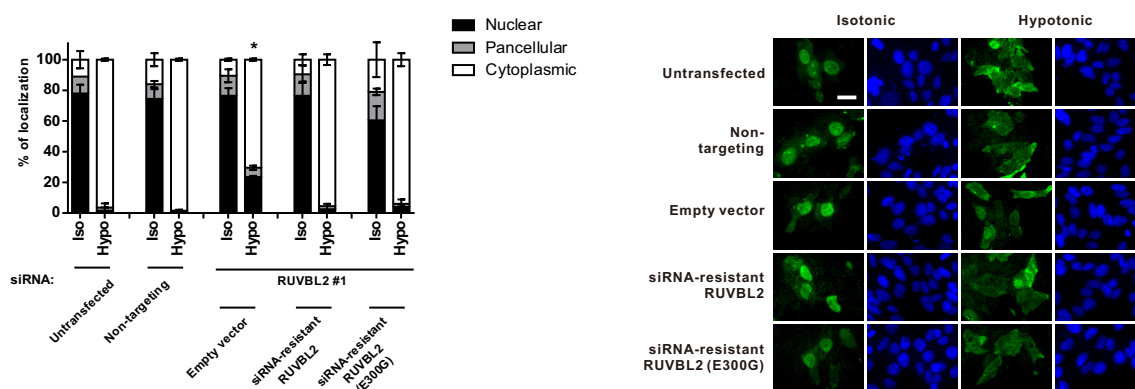 Nuclear
Pancellular
Cytoplasmic
% of localization
100
80
60
40
20
0
*
Iso
Hypo
Iso
Hypo
Iso
Hypo
Iso
Hypo
Iso
Hypo
siRNA:
RUVBL2 #1
Untransfected
Non-targeting
Empty vector
siRNA-resistant
RUVBL2
siRNA-resistant
RUVBL2
(E300G)
Isotonic
Hypotonic
Untransfected
Non-
targeting
Empty vector
siRNA-resistant
RUVBL2
siRNA-resistant
RUVBL2 (E300G)